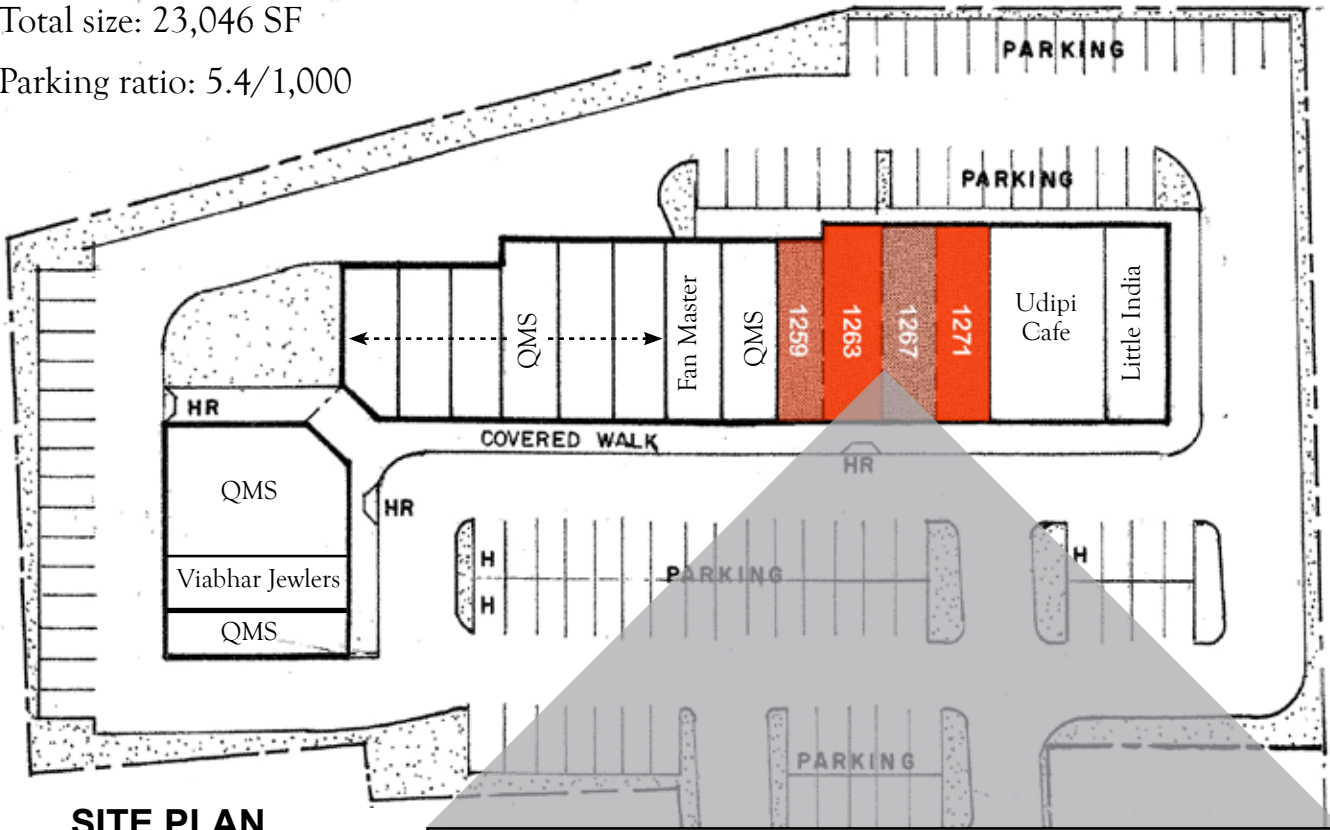 Total size: 23,046 SF
Parking ratio: 5.4/1,000
PARKING
PARKING
QMS
Fan Master
QMS
1259
1263
1267
1271
Udipi
Cafe
Little India
HR
COVERED WALK
HR
QMS
HR
Viabhar Jewlers
QMS
H
H
PARKING
H
PARKING
SITE PLAN